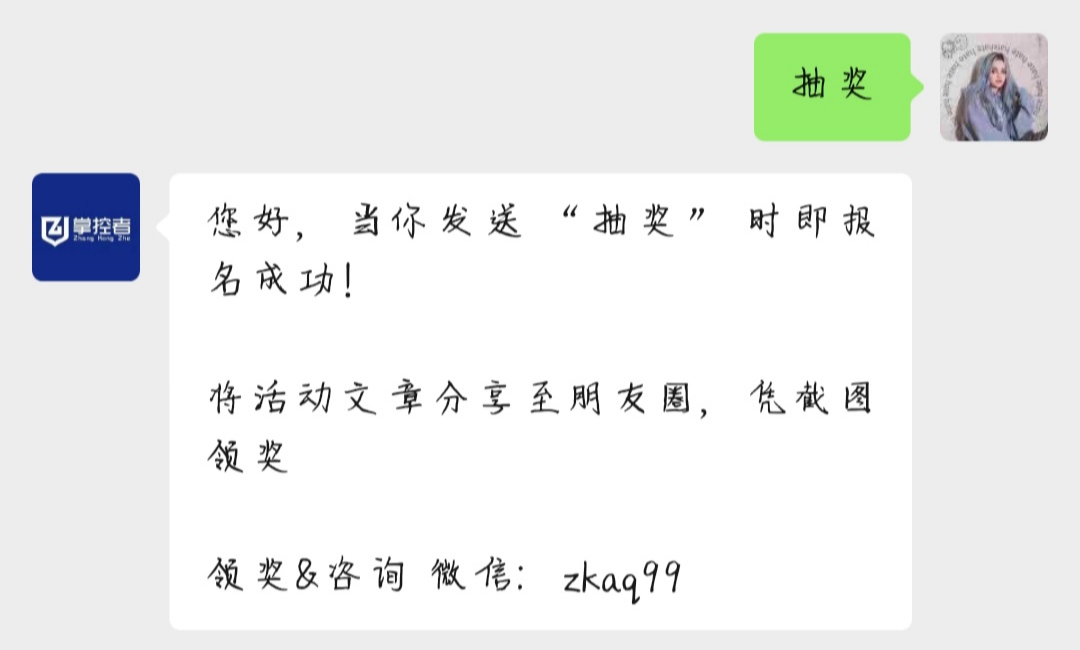 抽奖
掌控者
Zhang Kong Zhe
您好，当你发送“抽奖”时即报
名成功！
将活动文章分享至朋友圈，凭截图
领奖
领奖&咨询 微信：zkaq99